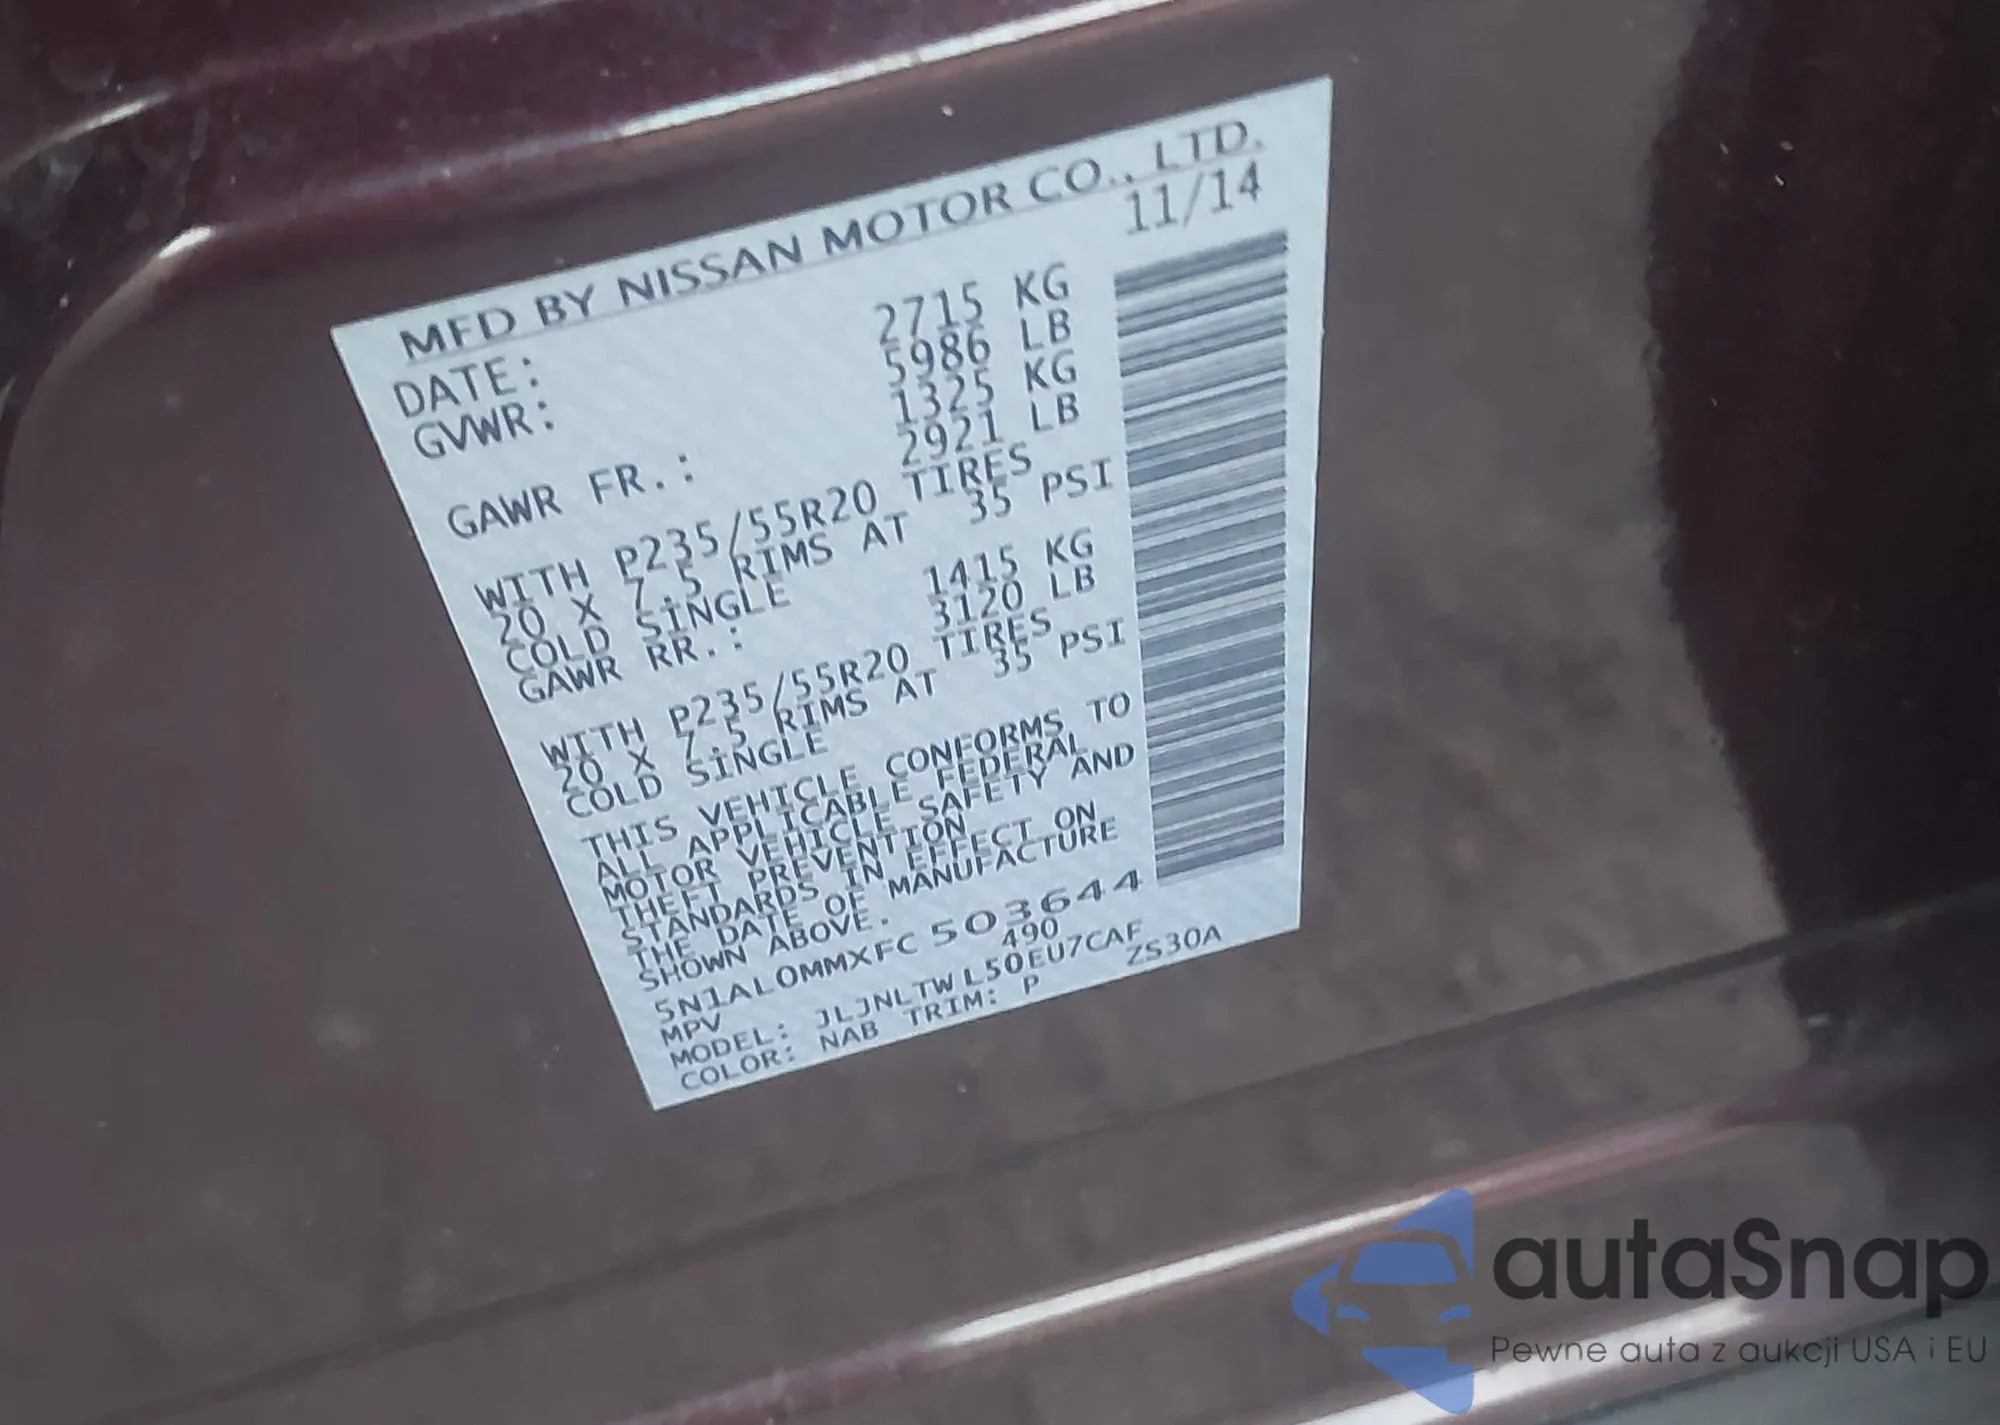 MFD BY NISSAN MOTOR CO., LTD.
DATE: 11/14
GVWR: 2715 KG
5986 LB
GAWR FR.: 1325 KG
2921 LB
WITH P235/55R20 TIRES
20 X 7.5 RIMS AT 35 PSI
COLD SINGLE
GAWR RR.: 1415 KG
3120 LB
WITH P235/55R20 TIRES
20 X 7.5 RIMS AT 35 PSI
COLD SINGLE
THIS VEHICLE CONFORMS TO
ALL APPLICABLE FEDERAL
MOTOR VEHICLE SAFETY AND
THEFT PREVENTION
STANDARDS IN EFFECT ON
THE DATE OF MANUFACTURE
SHOWN ABOVE.
5N1AL0MMXFC503644
MPV 490
MODEL: JLJNLTWL50EU7CAF
COLOR: NAB TRIM: P ZS30A
autaSnap
Pewne auta z aukcji USA i EU